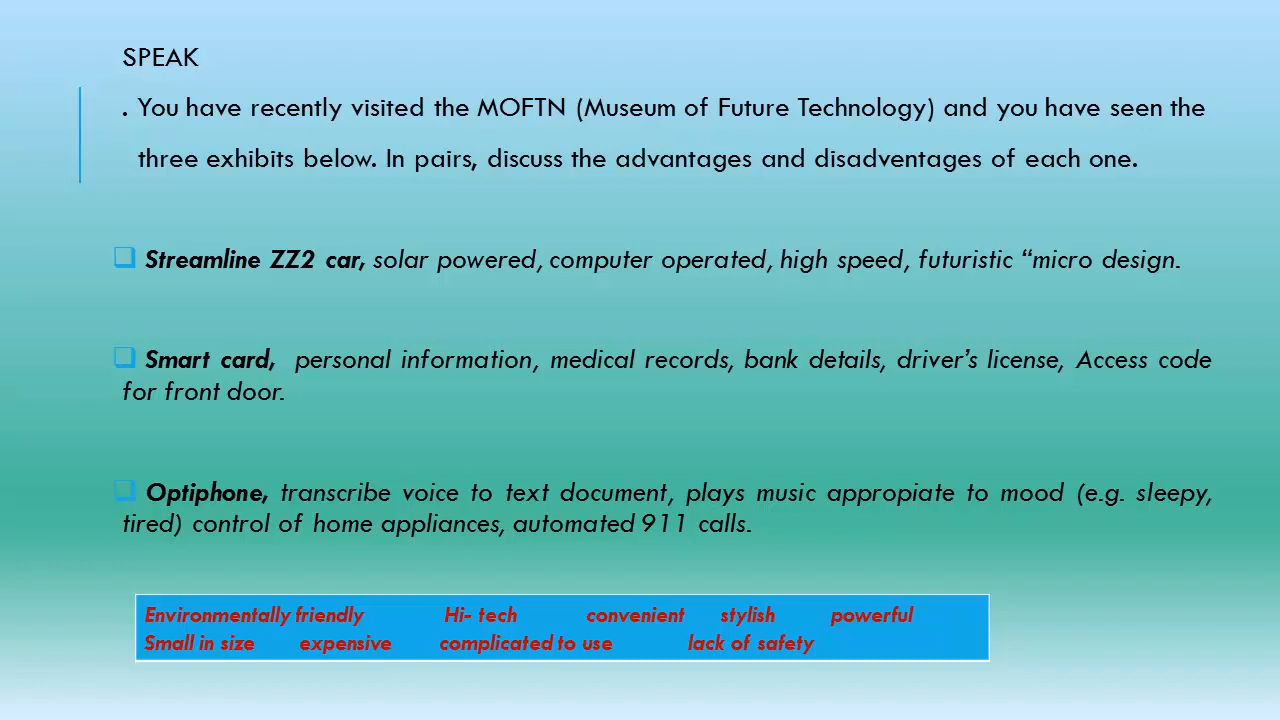 SPEAK
. You have recently visited the MOFTN (Museum of Future Technology) and you have seen the
three exhibits below. In pairs, discuss the advantages and disadventages of each one.
Streamline ZZ2 car, solar powered, computer operated, high speed, futuristic “micro design.
Smart card, personal information, medical records, bank details, driver’s license, Access code
for front door.
Optiphone, transcribe voice to text document, plays music appropiate to mood (e.g. sleepy,
tired) control of home appliances, automated 911 calls.
Environmentally friendly Hi- tech convenient stylish powerful
Small in size expensive complicated to use lack of safety